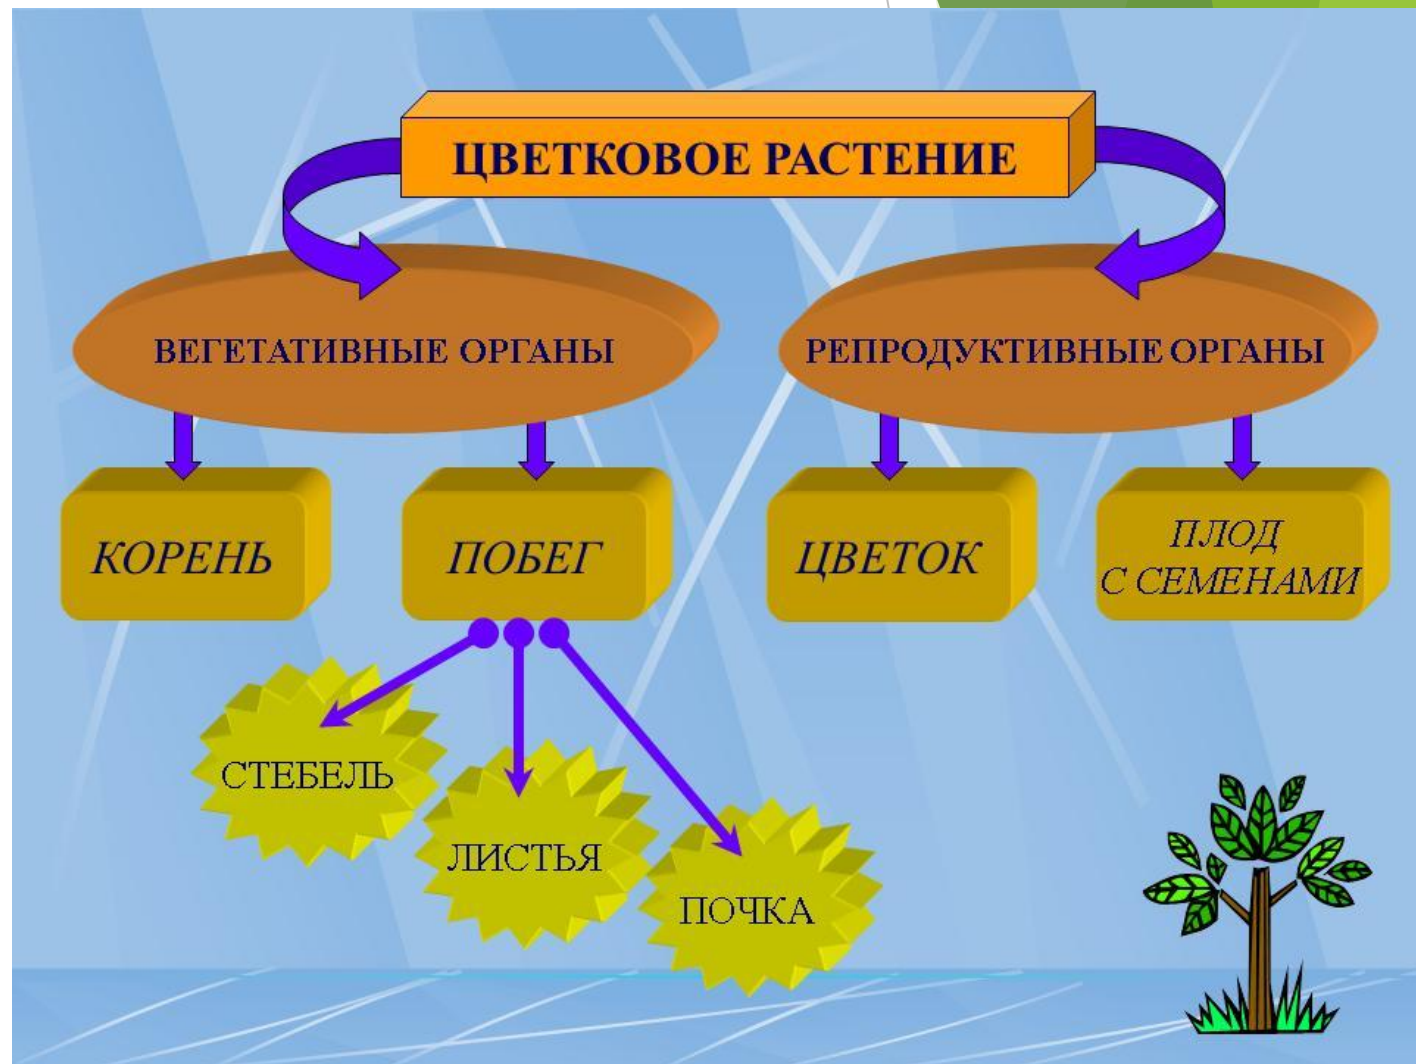 ЦВЕТКОВОЕ РАСТЕНИЕ
ВЕГЕТАТИВНЫЕ ОРГАНЫ
РЕПРОДУКТИВНЫЕ ОРГАНЫ
КОРЕНЬ
ПОБЕГ
ЦВЕТОК
ПЛОД
С СЕМЕНАМИ
СТЕБЕЛЬ
ЛИСТЬЯ
ПОЧКА